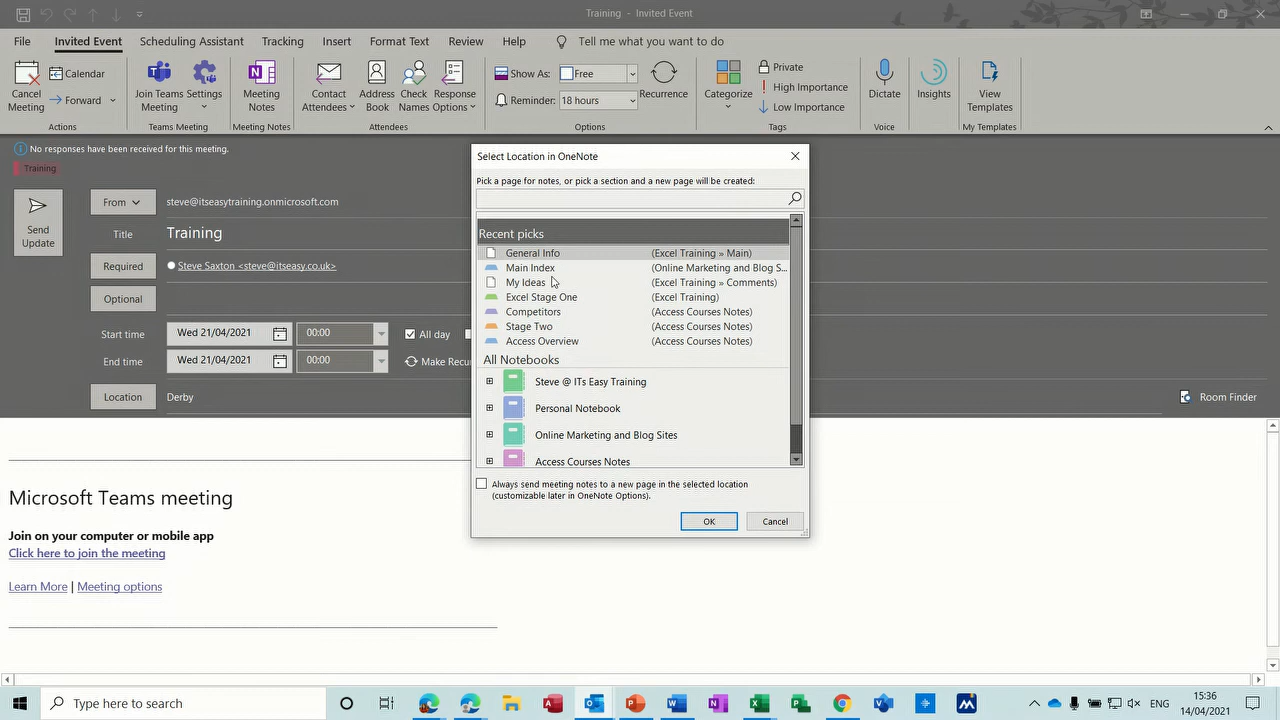 Training - Invited Event
File Invited Event Scheduling Assistant Tracking Insert Format Text Review Help Tell me what you want to do
Cancel Meeting
Calendar
Forward
Actions
Join Teams Meeting
Settings
Teams Meeting
Meeting Notes
Meeting Notes
Contact Attendees
Address Book
Check Names
Response Options
Attendees
Show As: Free
Reminder: 18 hours
Recurrence
Options
Categorize
Private
High Importance
Low Importance
Tags
Dictate
Voice
Insights
View Templates
My Templates
No responses have been received for this meeting.
Training
Send Update
From steve@itseasytraining.onmicrosoft.com
Title Training
Required Steve Saxton <steve@itseasy.co.uk>
Optional
Start time Wed 21/04/2021 00:00 All day
End time Wed 21/04/2021 00:00 Make Recu
Location Derby
Room Finder
Select Location in OneNote
Pick a page for notes, or pick a section and a new page will be created:
Recent picks
General Info (Excel Training » Main)
Main Index (Online Marketing and Blog S...
My Ideas (Excel Training » Comments)
Excel Stage One (Excel Training)
Competitors (Access Courses Notes)
Stage Two (Access Courses Notes)
Access Overview (Access Courses Notes)
All Notebooks
Steve @ ITs Easy Training
Personal Notebook
Online Marketing and Blog Sites
Access Courses Notes
Always send meeting notes to a new page in the selected location
(customizable later in OneNote Options).
OK Cancel
Microsoft Teams meeting
Join on your computer or mobile app
Click here to join the meeting
Learn More | Meeting options
Type here to search
ENG
15:36
14/04/2021